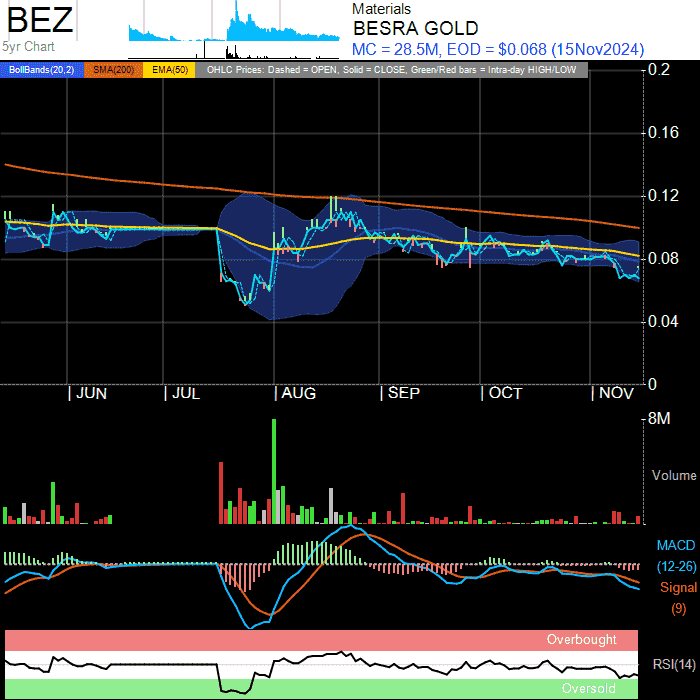 BEZ
5yr Chart
Materials
BESRA GOLD
MC = 28.5M, EOD = $0.068 (15Nov2024)
BollBands(20,2) SMA(200) EMA(50) OHLC Prices: Dashed = OPEN, Solid = CLOSE, Green/Red bars = Intra-day HIGH/LOW
0.2
0.16
0.12
0.08
0.04
0
| JUN | JUL | AUG | SEP | OCT | NOV
8M
Volume
MACD
(12-26)
Signal
(9)
Overbought
RSI(14)
Oversold